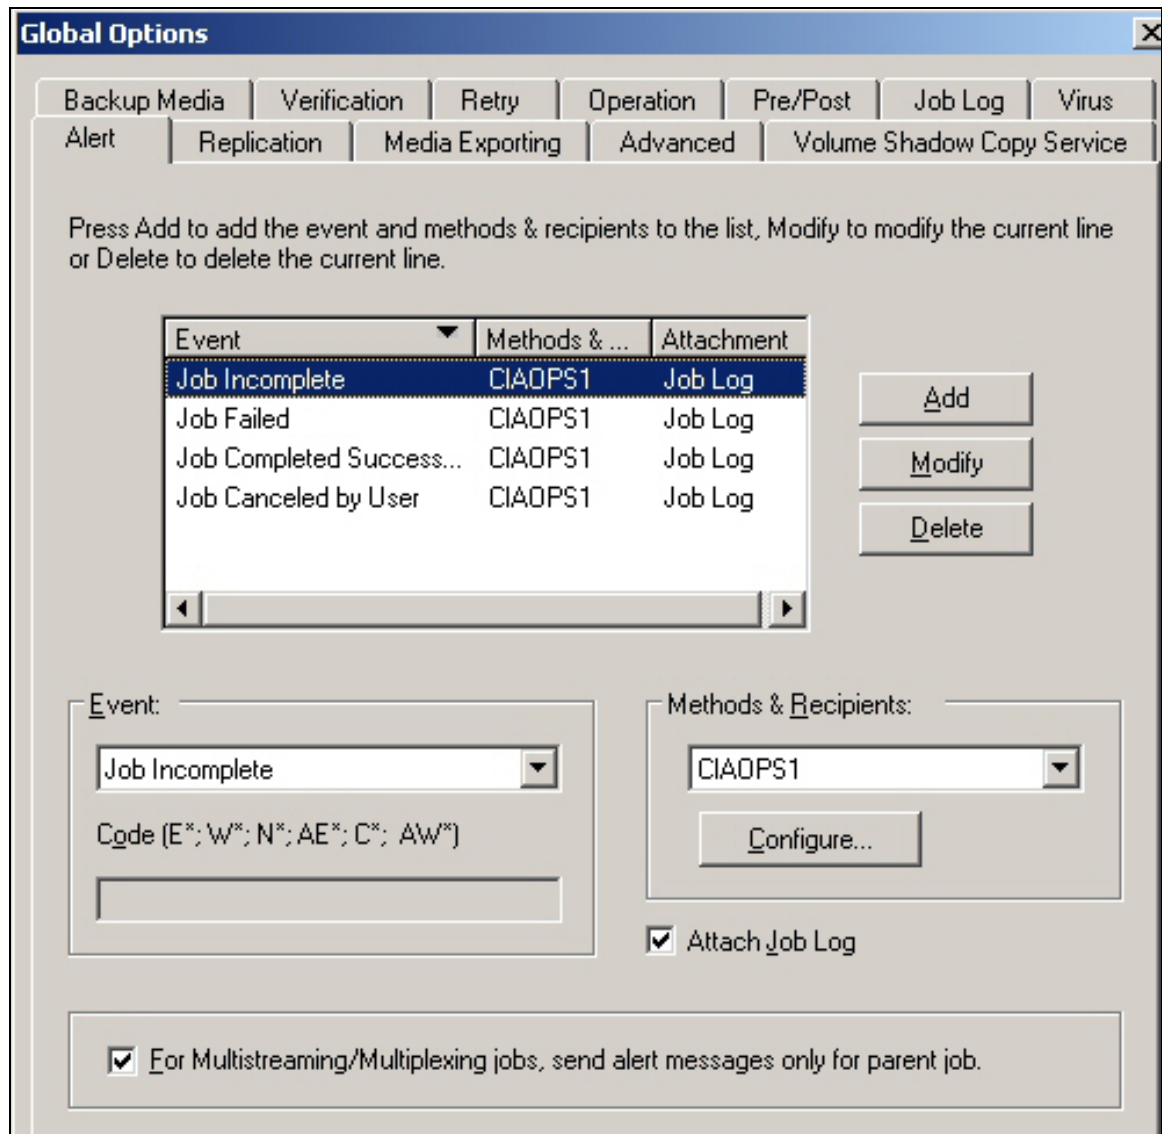 Global Options
Backup Media Verification Retry Operation Pre/Post Job Log Virus
Alert Replication Media Exporting Advanced Volume Shadow Copy Service
Press Add to add the event and methods & recipients to the list, Modify to modify the current line
or Delete to delete the current line.
Event Methods & ... Attachment
Job Incomplete CIAOPS1 Job Log
Job Failed CIAOPS1 Job Log
Job Completed Success... CIAOPS1 Job Log
Job Canceled by User CIAOPS1 Job Log
Add
Modify
Delete
Event:
Job Incomplete
Code (E*; W*; N*; AE*; C*; AW*)
Methods & Recipients:
CIAOPS1
Configure...
Attach Job Log
For Multistreaming/Multiplexing jobs, send alert messages only for parent job.